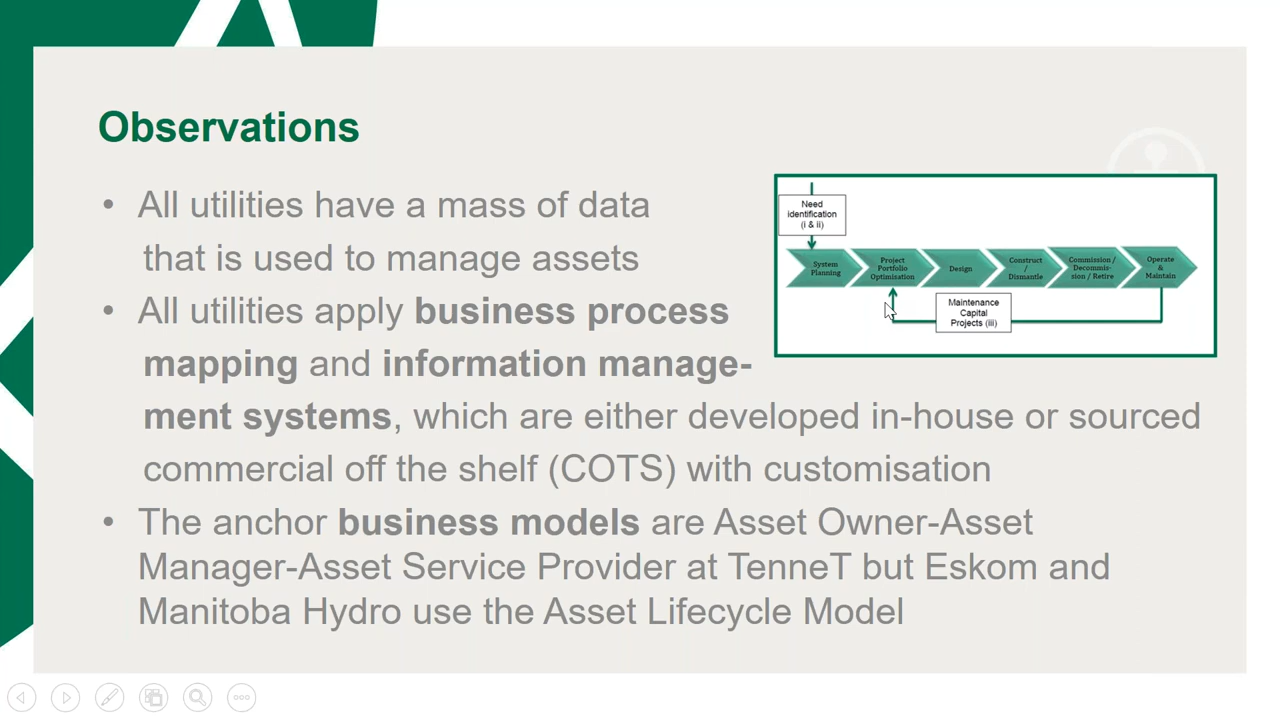 Observations
• All utilities have a mass of data
that is used to manage assets
• All utilities apply business process
mapping and information manage-
ment systems, which are either developed in-house or sourced
commercial off the shelf (COTS) with customisation
• The anchor business models are Asset Owner-Asset
Manager-Asset Service Provider at TenneT but Eskom and
Manitoba Hydro use the Asset Lifecycle Model
Need
identification
(i & ii)
System
Planning
Project
Portfolio
Optimisation
Design
Construct
/
Dismantle
Commission /
Decommis-
sion / Retire
Operate
&
Maintain
Maintenance
Capital
Projects (iii)